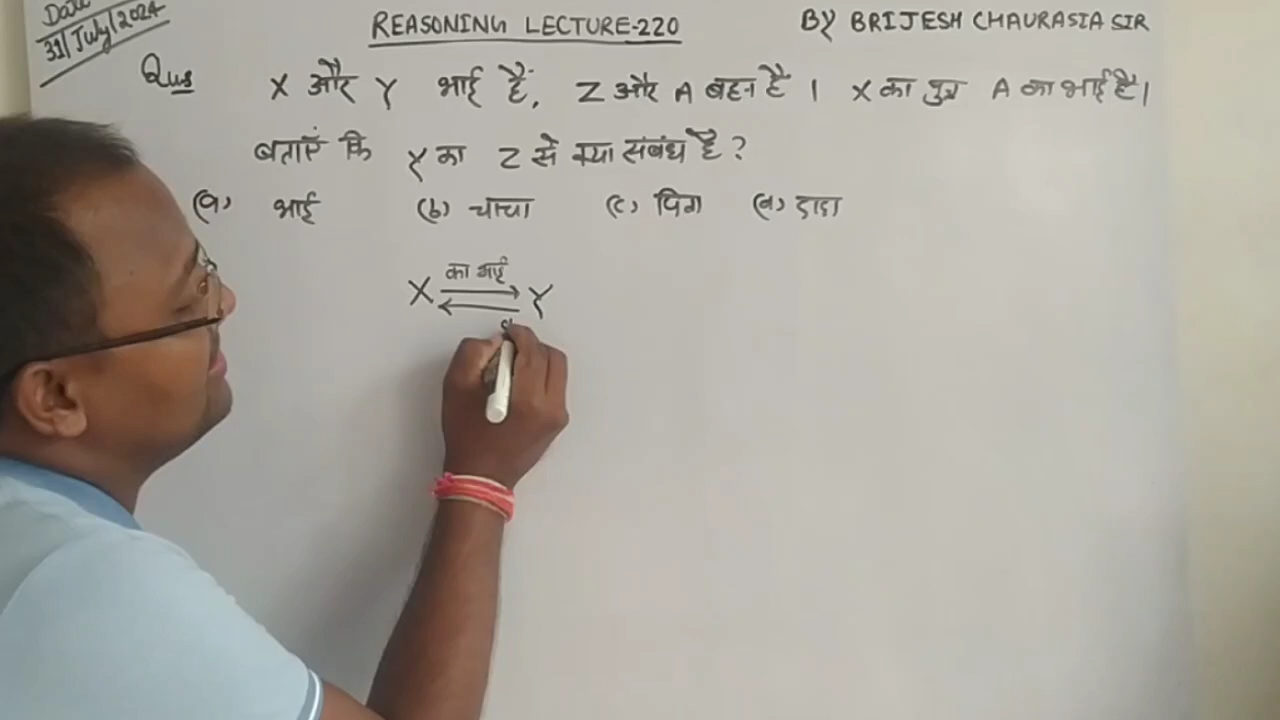 Date
31/July/2024
REASONING LECTURE-220
BY BRIJESH CHAURASIA SIR
Qus X और Y भाई हैं, Z और A बहन है । X का पुत्र A का भाई है।
बताएं कि Y का Z से क्या संबंध है ?
(a) भाई (b) चाचा (c) पिता (d) दादा
X का भाई Y